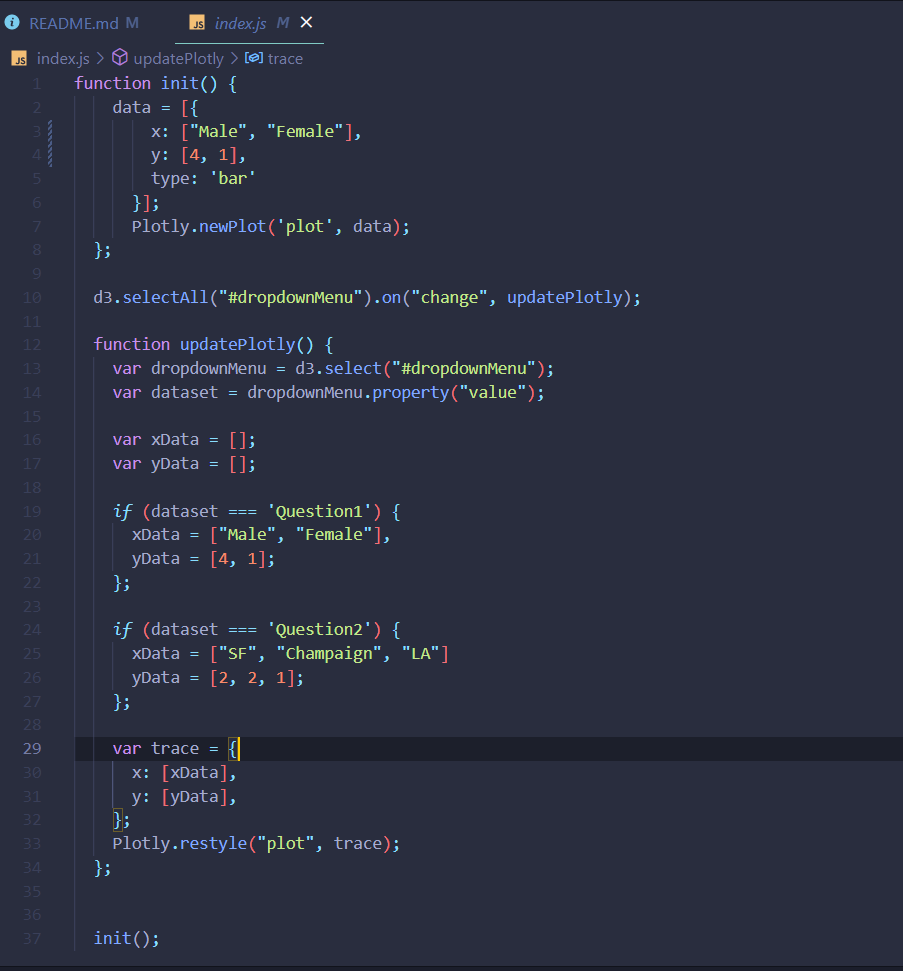 README.md M index.js M
index.js > updatePlotly > trace
1 function init() {
2 data = [{
3 x: ["Male", "Female"],
4 y: [4, 1],
5 type: 'bar'
6 }];
7 Plotly.newPlot('plot', data);
8 };
9
10 d3.selectAll("#dropdownMenu").on("change", updatePlotly);
11
12 function updatePlotly() {
13 var dropdownMenu = d3.select("#dropdownMenu");
14 var dataset = dropdownMenu.property("value");
15
16 var xData = [];
17 var yData = [];
18
19 if (dataset === 'Question1') {
20 xData = ["Male", "Female"],
21 yData = [4, 1];
22 };
23
24 if (dataset === 'Question2') {
25 xData = ["SF", "Champaign", "LA"]
26 yData = [2, 2, 1];
27 };
28
29 var trace = {
30 x: [xData],
31 y: [yData],
32 };
33 Plotly.restyle("plot", trace);
34 };
35
36
37 init();